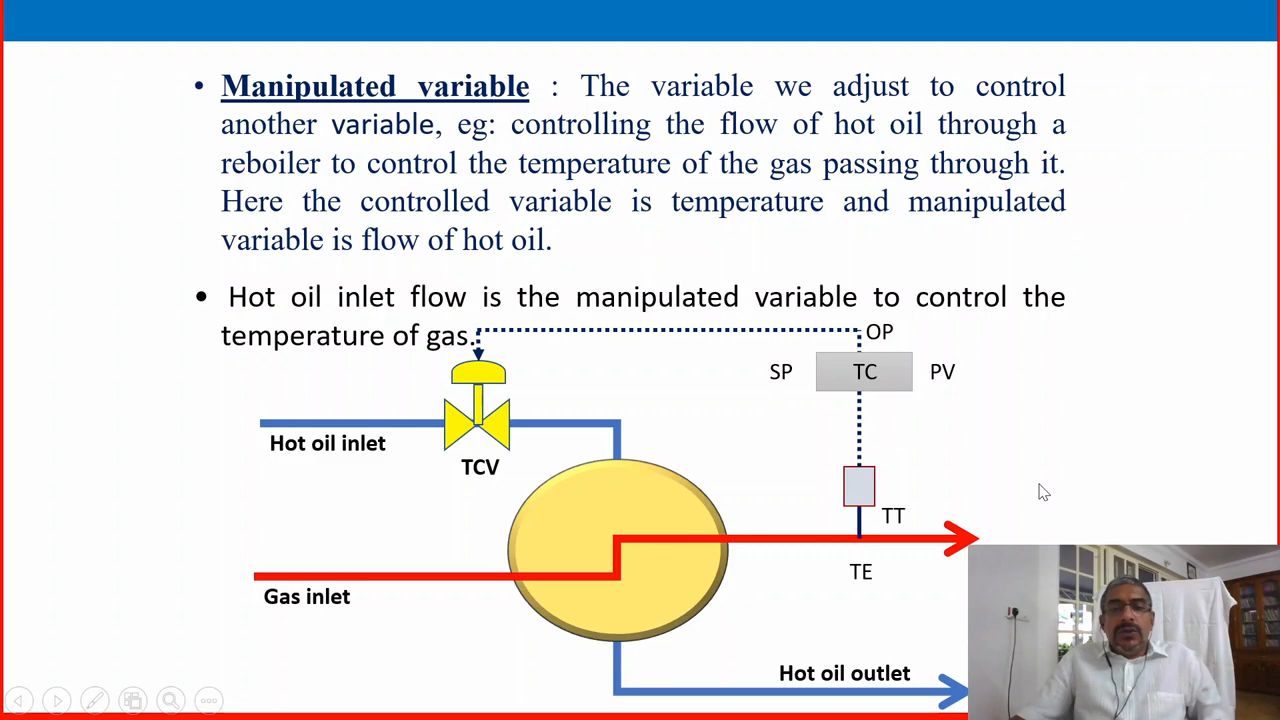 • Manipulated variable : The variable we adjust to control
another variable, eg: controlling the flow of hot oil through a
reboiler to control the temperature of the gas passing through it.
Here the controlled variable is temperature and manipulated
variable is flow of hot oil.
• Hot oil inlet flow is the manipulated variable to control the
temperature of gas.
OP
SP
TC
PV
Hot oil inlet
TCV
TT
TE
Gas inlet
Hot oil outlet